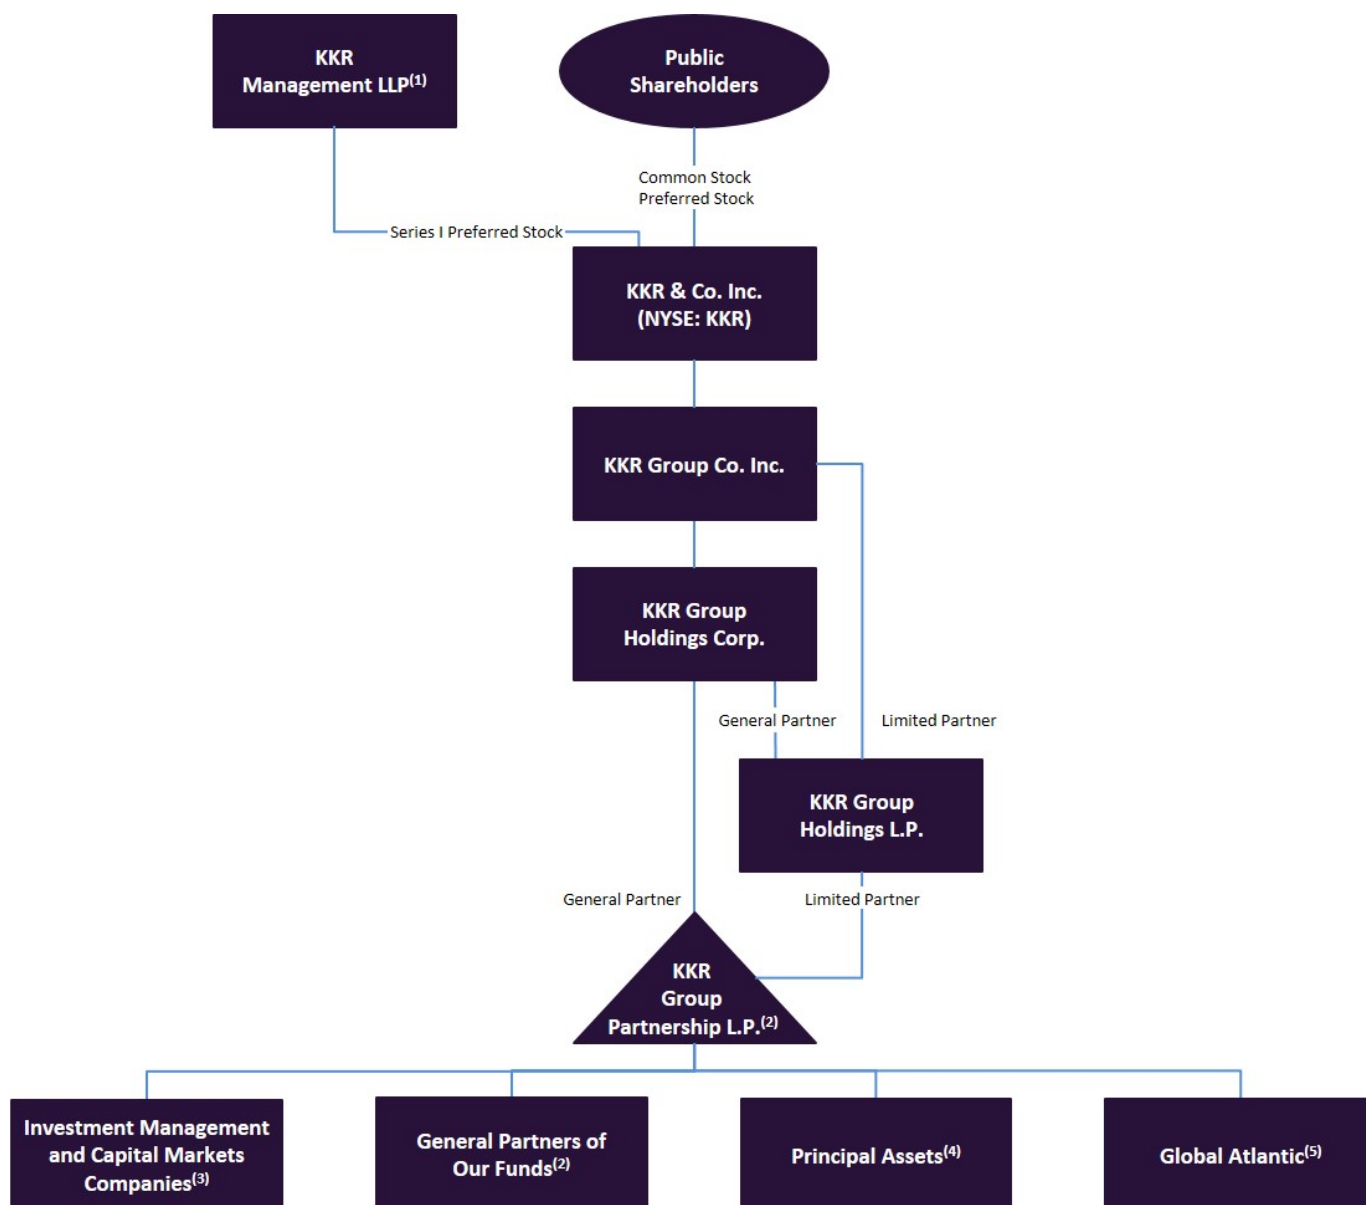 KKR
Management LLP(1)
Public
Shareholders
Common Stock
Preferred Stock
Series I Preferred Stock
KKR & Co. Inc.
(NYSE: KKR)
KKR Group Co. Inc.
KKR Group
Holdings Corp.
General Partner
Limited Partner
KKR Group
Holdings L.P.
General Partner
Limited Partner
KKR
Group
Partnership L.P.(2)
Investment Management
and Capital Markets
Companies(3)
General Partners of
Our Funds(2)
Principal Assets(4)
Global Atlantic(5)